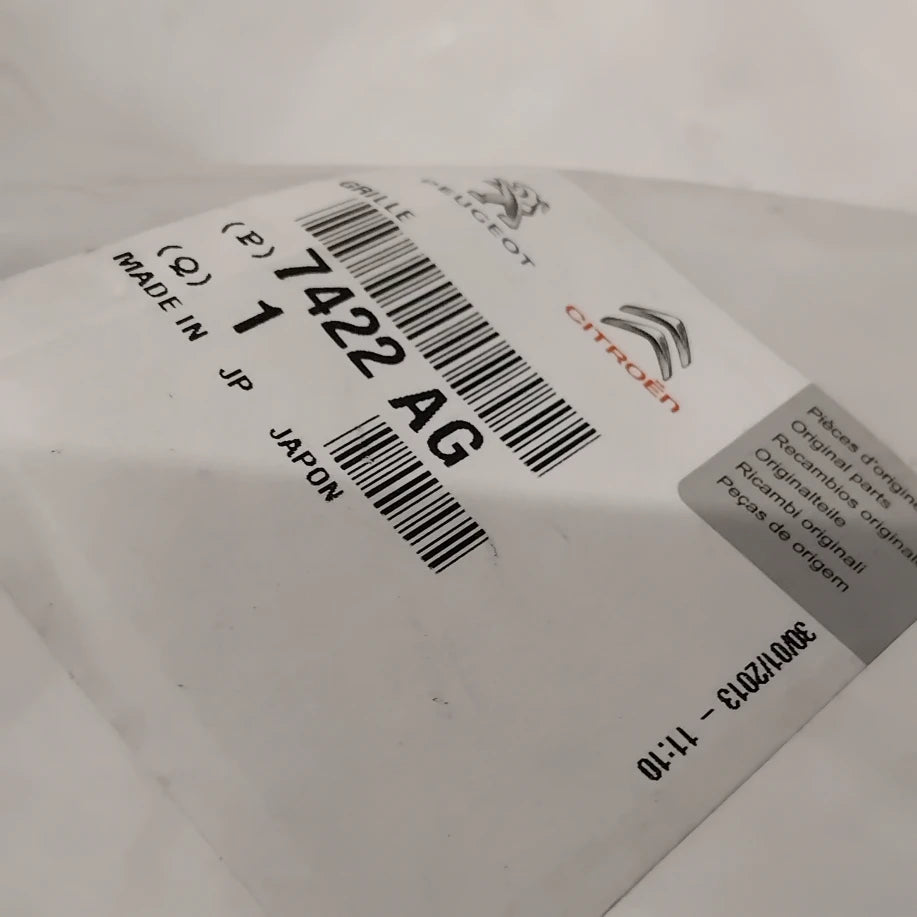 GRILLE
PEUGEOT
CITROËN
(P) 7422 AG
(Q) 1
MADE IN JP JAPON
Pièces d'origine
Original parts
Recambios originales
Originalteile
Ricambi originali
Peças de origem
30/01/2013 - 11:10